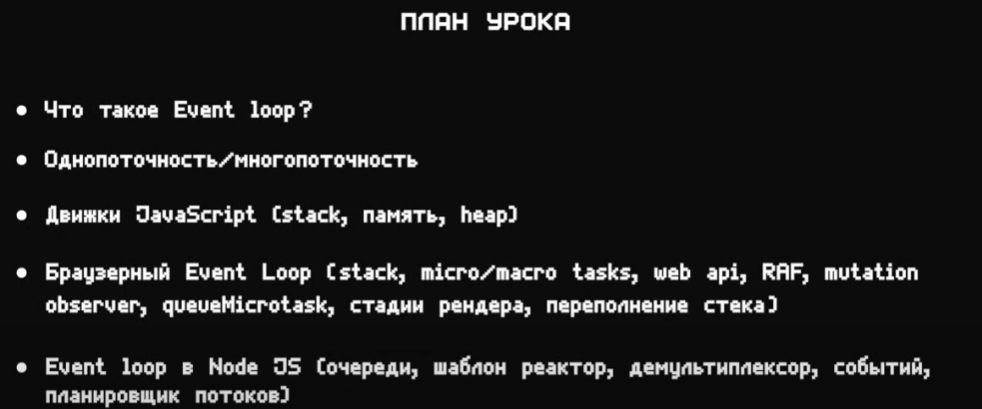 ПЛАН УРОКА
• Что такое Event loop?
• Однопоточность/многопоточность
• Движки JavaScript (stack, память, heap)
• Браузерный Event Loop (stack, micro/macro tasks, web api, RAF, mutation
observer, queueMicrotask, стадии рендера, переполнение стека)
• Event loop в Node JS (очереди, шаблон реактор, демультиплексор, событий,
планировщик потоков)